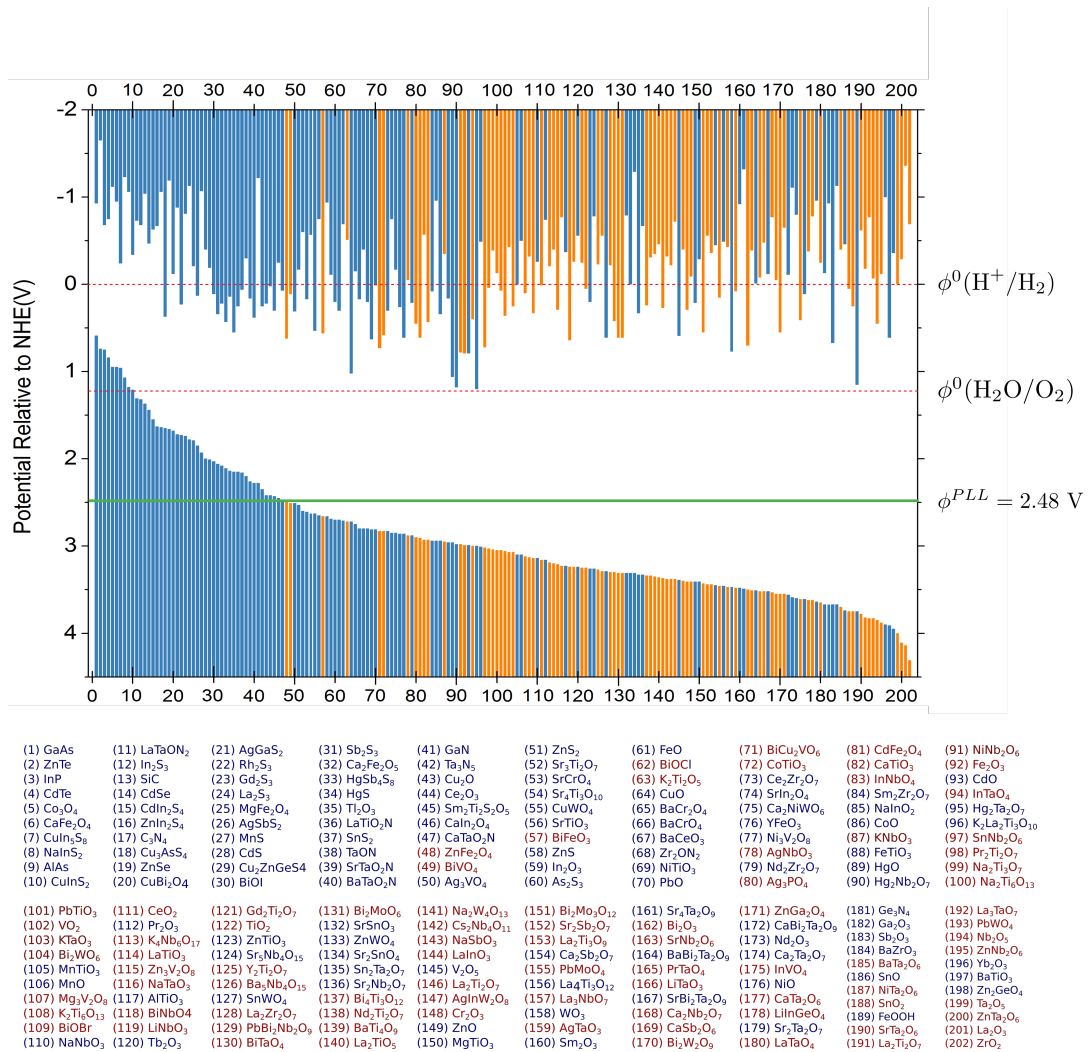 0 10 20 30 40 50 60 70 80 90 100 110 120 130 140 150 160 170 180 190 200
-2
-1
0
1
2
3
4
Potential Relative to NHE(V)
ϕ⁰(H⁺/H₂)
ϕ⁰(H₂O/O₂)
ϕᴾᴸᴸ = 2.48 V
0 10 20 30 40 50 60 70 80 90 100 110 120 130 140 150 160 170 180 190 200
(1) GaAs (11) LaTaON₂ (21) AgGaS₂ (31) Sb₂S₃ (41) GaN (51) ZnS₂ (61) FeO (71) BiCu₂VO₆ (81) CdFe₂O₄ (91) NiNb₂O₆
(2) ZnTe (12) In₂S₃ (22) Rh₂S₃ (32) Ca₂Fe₂O₅ (42) Ta₃N₅ (52) Sr₃Ti₂O₇ (62) BiOCl (72) CoTiO₃ (82) CaTiO₃ (92) Fe₂O₃
(3) InP (13) SiC (23) Gd₂S₃ (33) HgSb₄S₈ (43) Cu₂O (53) SrCrO₄ (63) K₂Ti₂O₅ (73) Ce₂Zr₂O₇ (83) InNbO₄ (93) CdO
(4) CdTe (14) CdSe (24) La₂S₃ (34) HgS (44) Ce₂O₃ (54) Sr₄Ti₃O₁₀ (64) CuO (74) SrIn₂O₄ (84) Sm₂Zr₂O₇ (94) InTaO₄
(5) Co₃O₄ (15) CdIn₂S₄ (25) MgFe₂O₄ (35) Tl₂O₃ (45) Sm₂Ti₂S₂O₅ (55) CuWO₄ (65) BaCr₂O₄ (75) Ca₂NiWO₆ (85) NaInO₂ (95) Hg₂Ta₂O₇
(6) CaFe₂O₄ (16) ZnIn₂S₄ (26) AgSbS₂ (36) LaTiO₂N (46) CaIn₂O₄ (56) SrTiO₃ (66) BaCrO₄ (76) YFeO₃ (86) CoO (96) K₂La₂Ti₃O₁₀
(7) CuIn₅S₈ (17) C₃N₄ (27) MnS (37) SnS₂ (47) CaTaO₂N (57) BiFeO₃ (67) BaCeO₃ (77) Ni₃V₂O₈ (87) KNbO₃ (97) SnNb₂O₆
(8) NaInS₂ (18) Cu₃AsS₄ (28) CdS (38) TaON (48) ZnFe₂O₄ (58) ZnS (68) Zr₂ON₂ (78) AgNbO₃ (88) FeTiO₃ (98) Pr₂Ti₂O₇
(9) AlAs (19) ZnSe (29) Cu₂ZnGeS4 (39) SrTaO₂N (49) BiVO₄ (59) In₂O₃ (69) NiTiO₃ (79) Nd₂Zr₂O₇ (89) HgO (99) Na₂Ti₃O₇
(10) CuInS₂ (20) CuBi₂O₄ (30) BiOI (40) BaTaO₂N (50) Ag₃VO₄ (60) As₂S₃ (70) PbO (80) Ag₃PO₄ (90) Hg₂Nb₂O₇ (100) Na₂Ti₆O₁₃
(101) PbTiO₃ (111) CeO₂ (121) Gd₂Ti₂O₇ (131) Bi₂MoO₆ (141) Na₂W₄O₁₃ (151) Bi₂Mo₃O₁₂ (161) Sr₄Ta₂O₉ (171) ZnGa₂O₄ (181) Ge₃N₄ (192) La₃TaO₇
(102) VO₂ (112) Pr₂O₃ (122) TiO₂ (132) SrSnO₃ (142) Cs₂Nb₄O₁₁ (152) Sr₂Sb₂O₇ (162) Bi₂O₃ (172) CaBi₂Ta₂O₉ (182) Ga₂O₃ (193) PbWO₄
(103) KTaO₃ (113) K₄Nb₆O₁₇ (123) ZnTiO₃ (133) ZnWO₄ (143) NaSbO₃ (153) La₂Ti₃O₉ (163) SrNb₂O₆ (173) Nd₂O₃ (183) Sb₂O₃ (194) Nb₂O₅
(104) Bi₂WO₆ (114) LaTiO₃ (124) Sr₅Nb₄O₁₅ (134) Sr₂SnO₄ (144) LaInO₃ (154) Ca₂Sb₂O₇ (164) BaBi₂Ta₂O₉ (174) Ca₂Ta₂O₇ (184) BaZrO₃ (195) ZnNb₂O₆
(105) MnTiO₃ (115) Zn₃V₂O₈ (125) Y₂Ti₂O₇ (135) Sn₂Ta₂O₇ (145) V₂O₅ (155) PbMoO₄ (165) PrTaO₄ (175) InVO₄ (185) BaTa₂O₆ (196) Yb₂O₃
(106) MnO (116) NaTaO₃ (126) Ba₅Nb₄O₁₅ (136) Sr₂Nb₂O₇ (146) La₂Ti₂O₇ (156) La₄Ti₃O₁₂ (166) LiTaO₃ (176) NiO (186) SnO (197) BaTiO₃
(107) Mg₃V₂O₈ (117) AlTiO₃ (127) SnWO₄ (137) Bi₄Ti₃O₁₂ (147) AgInW₂O₈ (157) La₃NbO₇ (167) SrBi₂Ta₂O₉ (177) CaTa₂O₆ (187) NiTa₂O₆ (198) Zn₂GeO₄
(108) K₂Ti₆O₁₃ (118) BiNbO4 (128) La₂Zr₂O₇ (138) Nd₂Ti₂O₇ (148) Cr₂O₃ (158) WO₃ (168) Ca₂Nb₂O₇ (178) LiInGeO₄ (188) SnO₂ (199) Ta₂O₅
(109) BiOBr (119) LiNbO₃ (129) PbBi₂Nb₂O₉ (139) BaTi₄O₉ (149) ZnO (159) AgTaO₃ (169) CaSb₂O₆ (179) Sr₂Ta₂O₇ (189) FeOOH (200) ZnTa₂O₆
(110) NaNbO₃ (120) Tb₂O₃ (130) BiTaO₄ (140) La₂TiO₅ (150) MgTiO₃ (160) Sm₂O₃ (170) Bi₂W₂O₉ (180) LaTaO₄ (190) SrTa₂O₆ (201) La₂O₃
(191) La₂Ti₂O₇ (202) ZrO₂